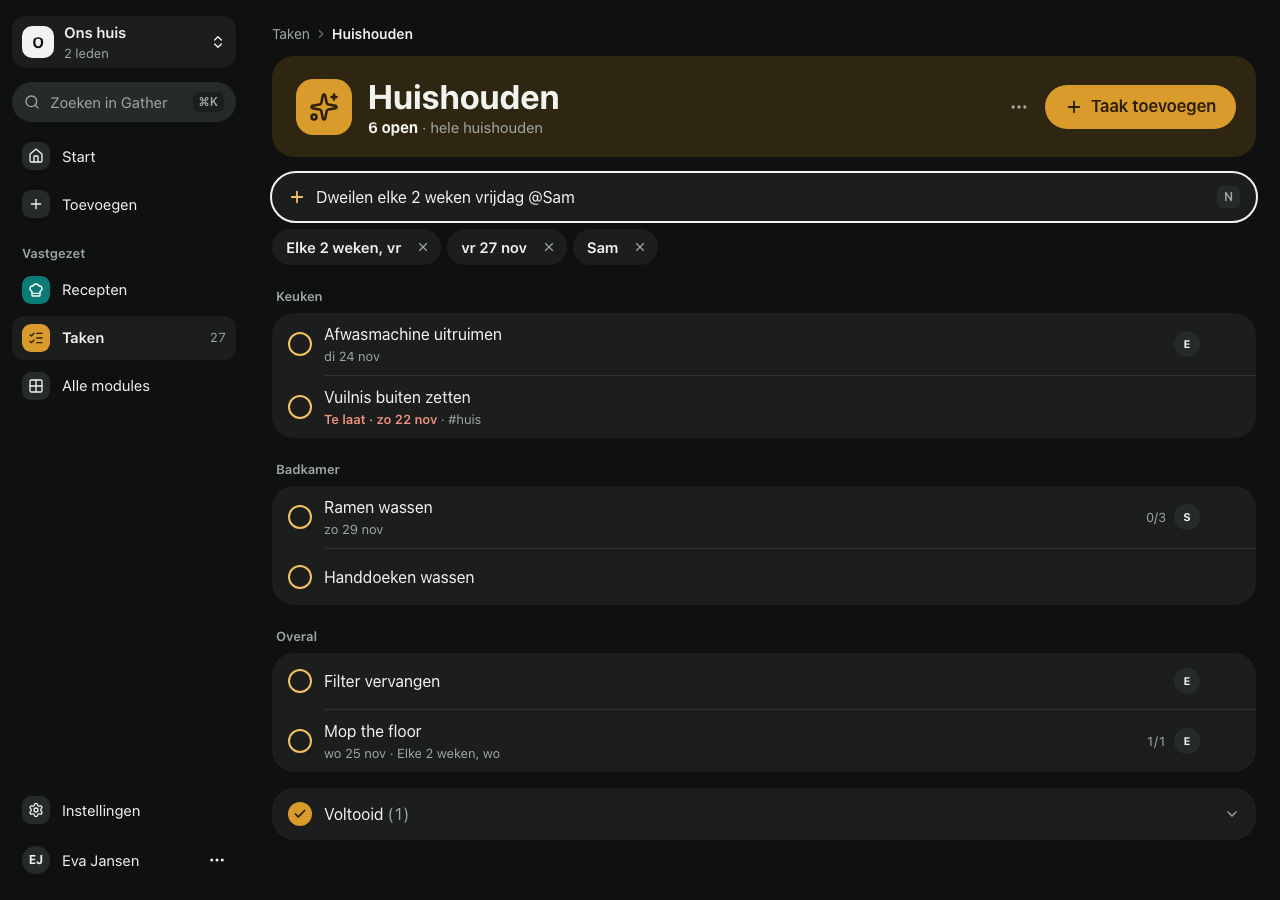 O
Ons huis
2 leden
Zoeken in Gather
⌘K
Start
Toevoegen
Vastgezet
Recepten
Taken
27
Alle modules
Instellingen
EJ
Eva Jansen
Taken
Huishouden
Huishouden
6 open · hele huishouden
Taak toevoegen
Dweilen elke 2 weken vrijdag @Sam
N
Elke 2 weken, vr
vr 27 nov
Sam
Keuken
Afwasmachine uitruimen
di 24 nov
E
Vuilnis buiten zetten
Te laat · zo 22 nov · #huis
Badkamer
Ramen wassen
zo 29 nov
0/3
S
Handdoeken wassen
Overal
Filter vervangen
E
Mop the floor
wo 25 nov · Elke 2 weken, wo
1/1
E
Voltooid (1)